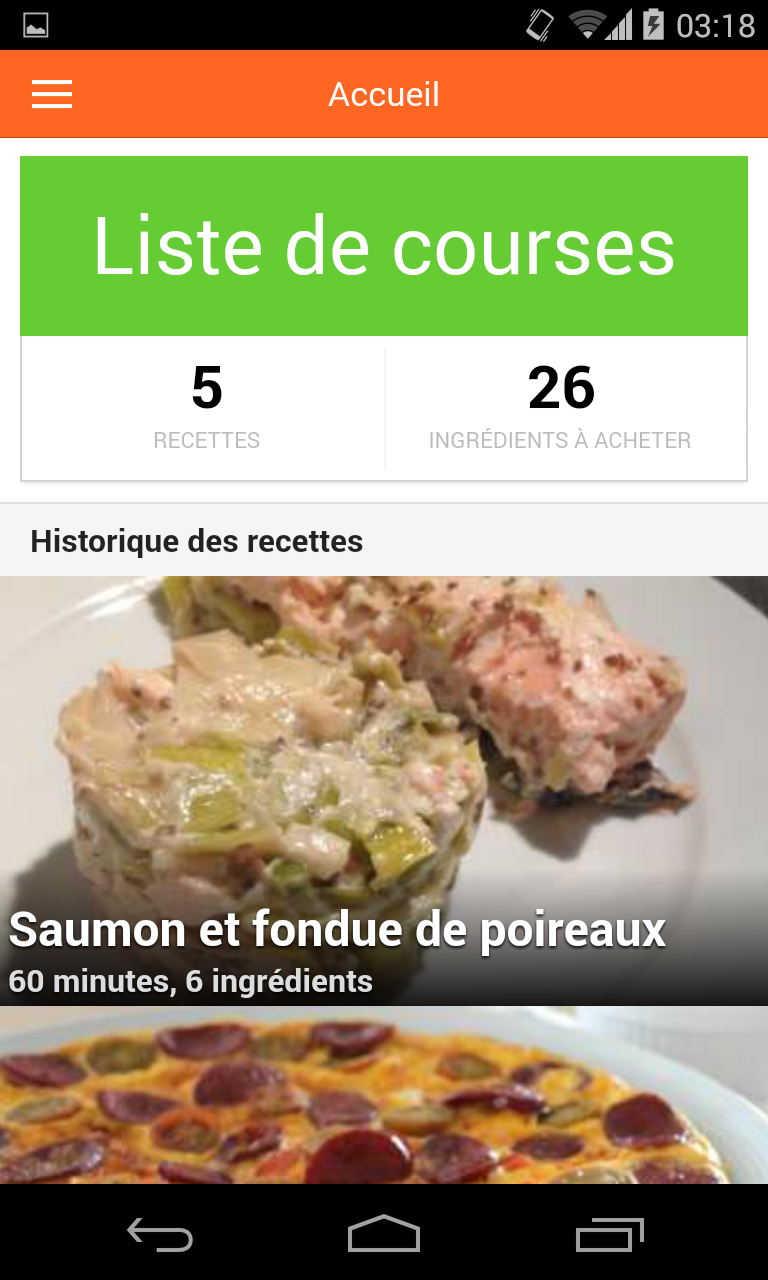 03:18
Accueil
Liste de courses
5 26
RECETTES INGRÉDIENTS À ACHETER
Historique des recettes
Saumon et fondue de poireaux
60 minutes, 6 ingrédients